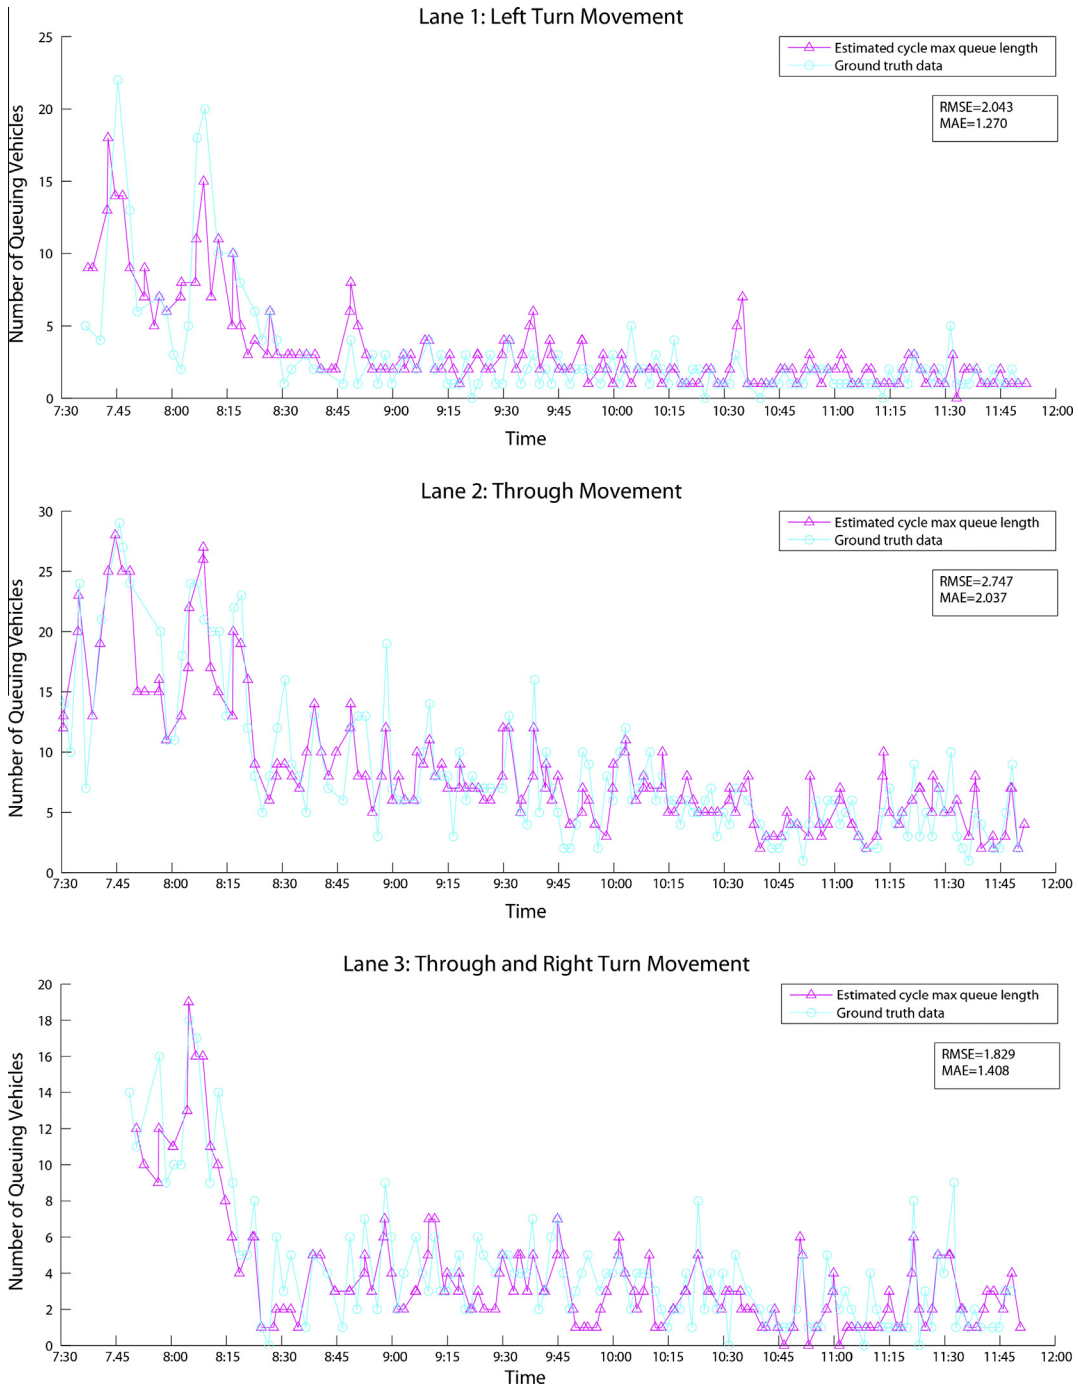 Lane 1: Left Turn Movement
25
20
15
10
5
0
Number of Queuing Vehicles
Estimated cycle max queue length
Ground truth data
RMSE=2.043
MAE=1.270
7:30 7.45 8:00 8:15 8:30 8:45 9:00 9:15 9:30 9:45 10:00 10:15 10:30 10:45 11:00 11:15 11:30 11:45 12:00
Time
Lane 2: Through Movement
30
25
20
15
10
5
0
Number of Queuing Vehicles
Estimated cycle max queue length
Ground truth data
RMSE=2.747
MAE=2.037
7:30 7.45 8:00 8:15 8:30 8:45 9:00 9:15 9:30 9:45 10:00 10:15 10:30 10:45 11:00 11:15 11:30 11:45 12:00
Time
Lane 3: Through and Right Turn Movement
20
18
16
14
12
10
8
6
4
2
0
Number of Queuing Vehicles
Estimated cycle max queue length
Ground truth data
RMSE=1.829
MAE=1.408
7:30 7.45 8:00 8:15 8:30 8:45 9:00 9:15 9:30 9:45 10:00 10:15 10:30 10:45 11:00 11:15 11:30 11:45 12:00
Time